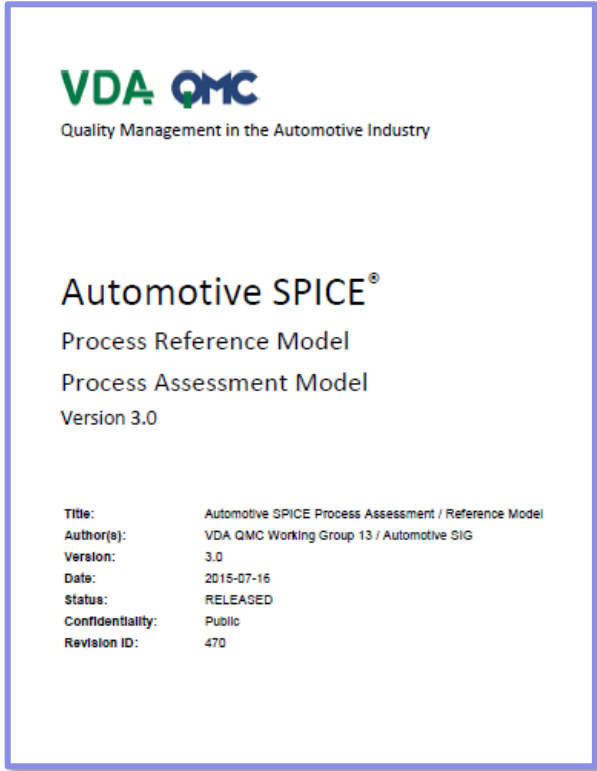 VDA QMC
Quality Management in the Automotive Industry
Automotive SPICE®
Process Reference Model
Process Assessment Model
Version 3.0
Title: Automotive SPICE Process Assessment / Reference Model
Author(s): VDA QMC Working Group 13 / Automotive SIG
Version: 3.0
Date: 2015-07-16
Status: RELEASED
Confidentiality: Public
Revision ID: 470